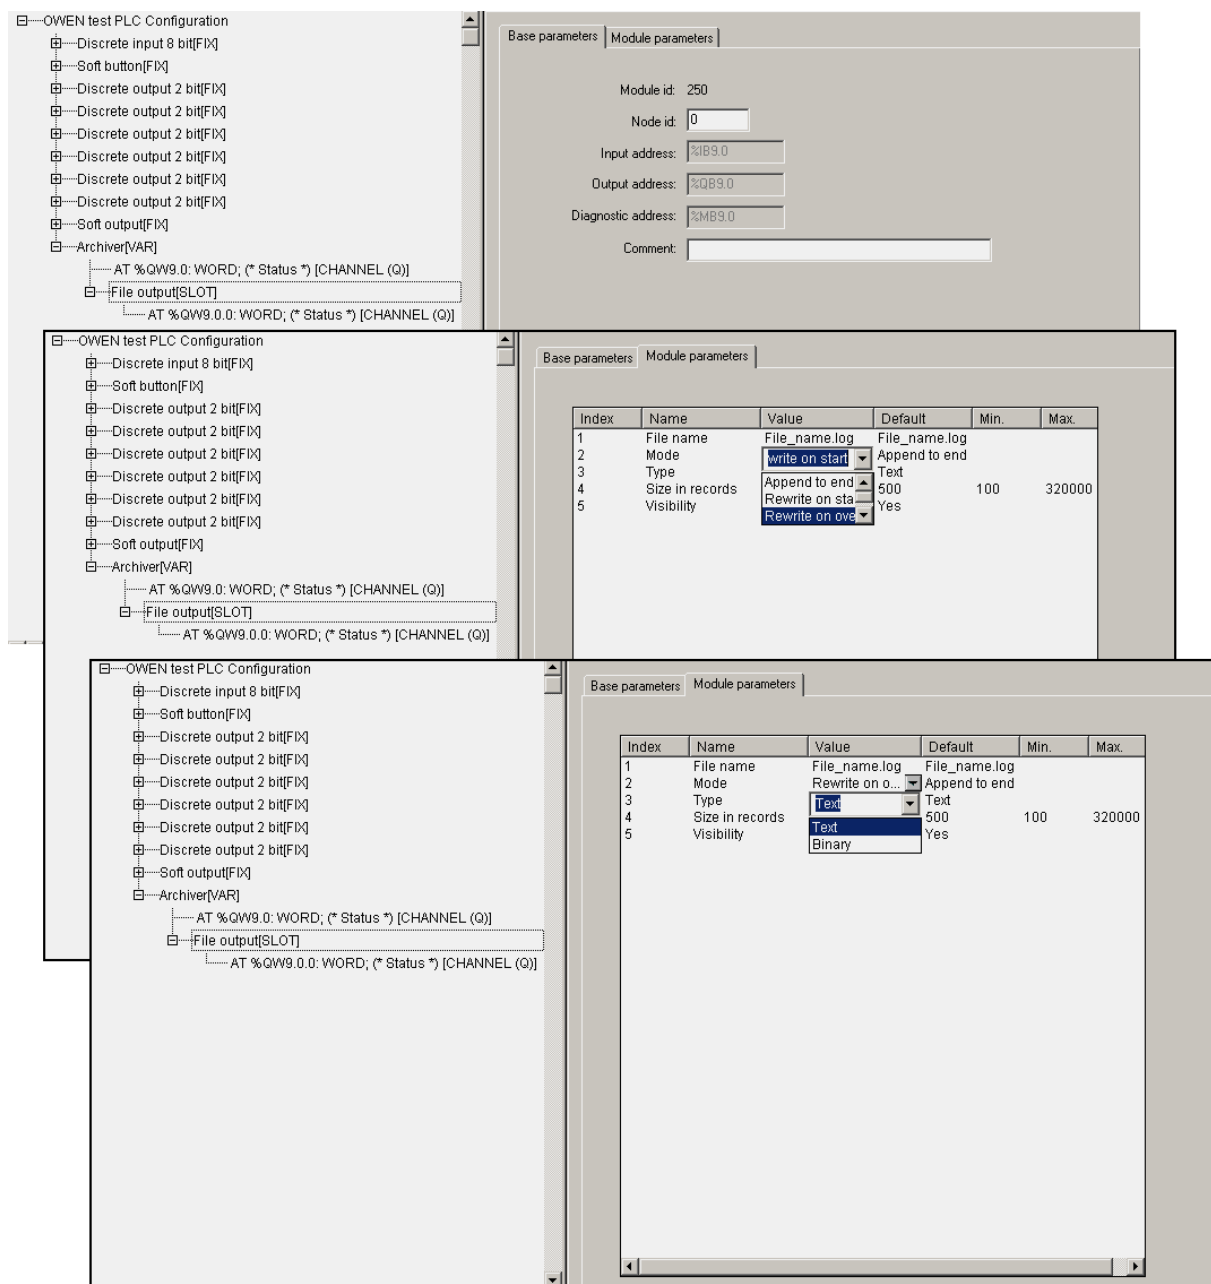 OWEN test PLC Configuration
Discrete input 8 bit[FIX]
Soft button[FIX]
Discrete output 2 bit[FIX]
Discrete output 2 bit[FIX]
Discrete output 2 bit[FIX]
Discrete output 2 bit[FIX]
Discrete output 2 bit[FIX]
Discrete output 2 bit[FIX]
Soft output[FIX]
Archiver[VAR]
AT %QW9.0: WORD; (* Status *) [CHANNEL (Q)]
File output[SLOT]
AT %QW9.0.0: WORD; (* Status *) [CHANNEL (Q)]
Base parameters Module parameters
Module id: 250
Node id: 0
Input address: %IB9.0
Output address: %QB9.0
Diagnostic address: %MB9.0
Comment:
OWEN test PLC Configuration
Discrete input 8 bit[FIX]
Soft button[FIX]
Discrete output 2 bit[FIX]
Discrete output 2 bit[FIX]
Discrete output 2 bit[FIX]
Discrete output 2 bit[FIX]
Discrete output 2 bit[FIX]
Discrete output 2 bit[FIX]
Soft output[FIX]
Archiver[VAR]
AT %QW9.0: WORD; (* Status *) [CHANNEL (Q)]
File output[SLOT]
AT %QW9.0.0: WORD; (* Status *) [CHANNEL (Q)]
Base parameters Module parameters
Index Name Value Default Min. Max.
1 File name File_name.log File_name.log
2 Mode write on start Append to end
3 Type Append to end Text
4 Size in records Rewrite on sta 500 100 320000
5 Visibility Rewrite on ove Yes
OWEN test PLC Configuration
Discrete input 8 bit[FIX]
Soft button[FIX]
Discrete output 2 bit[FIX]
Discrete output 2 bit[FIX]
Discrete output 2 bit[FIX]
Discrete output 2 bit[FIX]
Discrete output 2 bit[FIX]
Discrete output 2 bit[FIX]
Soft output[FIX]
Archiver[VAR]
AT %QW9.0: WORD; (* Status *) [CHANNEL (Q)]
File output[SLOT]
AT %QW9.0.0: WORD; (* Status *) [CHANNEL (Q)]
Base parameters Module parameters
Index Name Value Default Min. Max.
1 File name File_name.log File_name.log
2 Mode Rewrite on o... Append to end
3 Type Text Text
4 Size in records Text 500 100 320000
5 Visibility Binary Yes